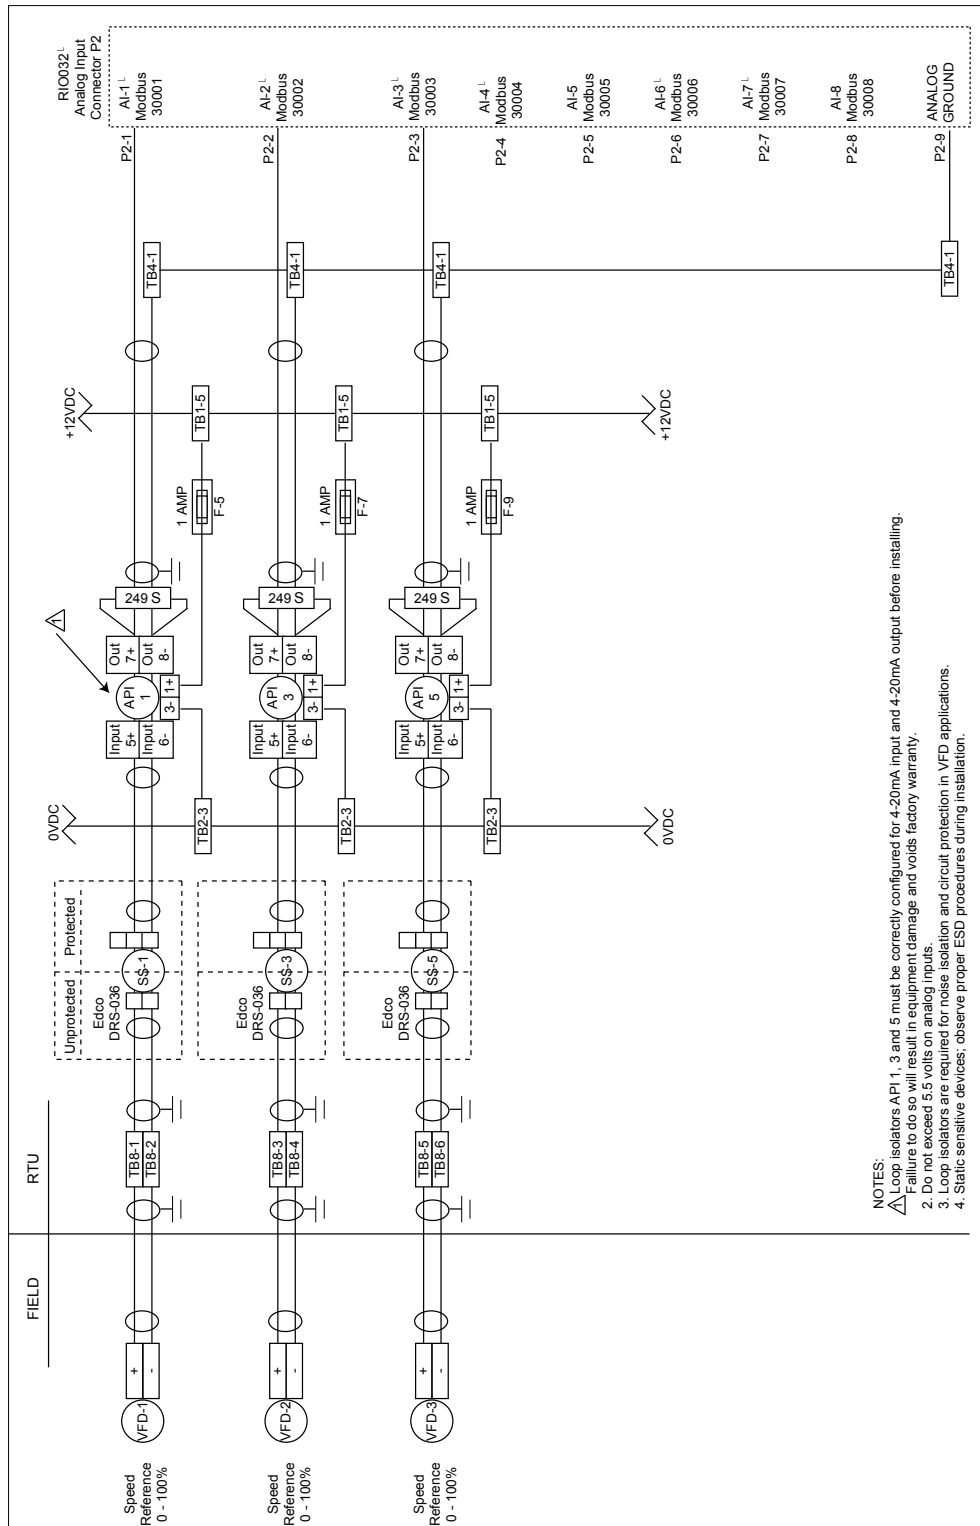 FIELD
RTU
RIO032 L
Analog Input
Connector P2
Speed
Reference
0 - 100%
VFD-1
+
-
TB8-1
TB8-2
Unprotected
Protected
Edco
DRS-036
SS-1
0VDC
TB2-3
Input
5+
Input
6-
API
1
3-
1+
Out
7+
Out
8-
1
249 S
1 AMP
F-5
+12VDC
TB1-5
TB4-1
P2-1
AI-1 L
Modbus
30001
Speed
Reference
0 - 100%
VFD-2
+
-
TB8-3
TB8-4
Edco
DRS-036
SS-3
TB2-3
Input
5+
Input
6-
API
3
3-
1+
Out
7+
Out
8-
249 S
1 AMP
F-7
TB1-5
TB4-1
P2-2
AI-2 L
Modbus
30002
Speed
Reference
0 - 100%
VFD-3
+
-
TB8-5
TB8-6
Edco
DRS-036
SS-5
TB2-3
Input
5+
Input
6-
API
5
3-
1+
Out
7+
Out
8-
249 S
1 AMP
F-9
TB1-5
TB4-1
P2-3
AI-3 L
Modbus
30003
P2-4
AI-4 L
Modbus
30004
P2-5
AI-5
Modbus
30005
0VDC
+12VDC
P2-6
AI-6 L
Modbus
30006
P2-7
AI-7 L
Modbus
30007
P2-8
AI-8
Modbus
30008
TB4-1
P2-9
ANALOG
GROUND
NOTES:
1 Loop isolators API 1, 3 and 5 must be correctly configured for 4-20mA input and 4-20mA output before installing.
Faillure to do so will result in equipment damage and voids factory warranty.
2. Do not exceed 5.5 volts on analog inputs.
3. Loop isolators are required for noise isolation and circuit protection in VFD applications.
4. Static sensitive devices; observe proper ESD procedures during installation.